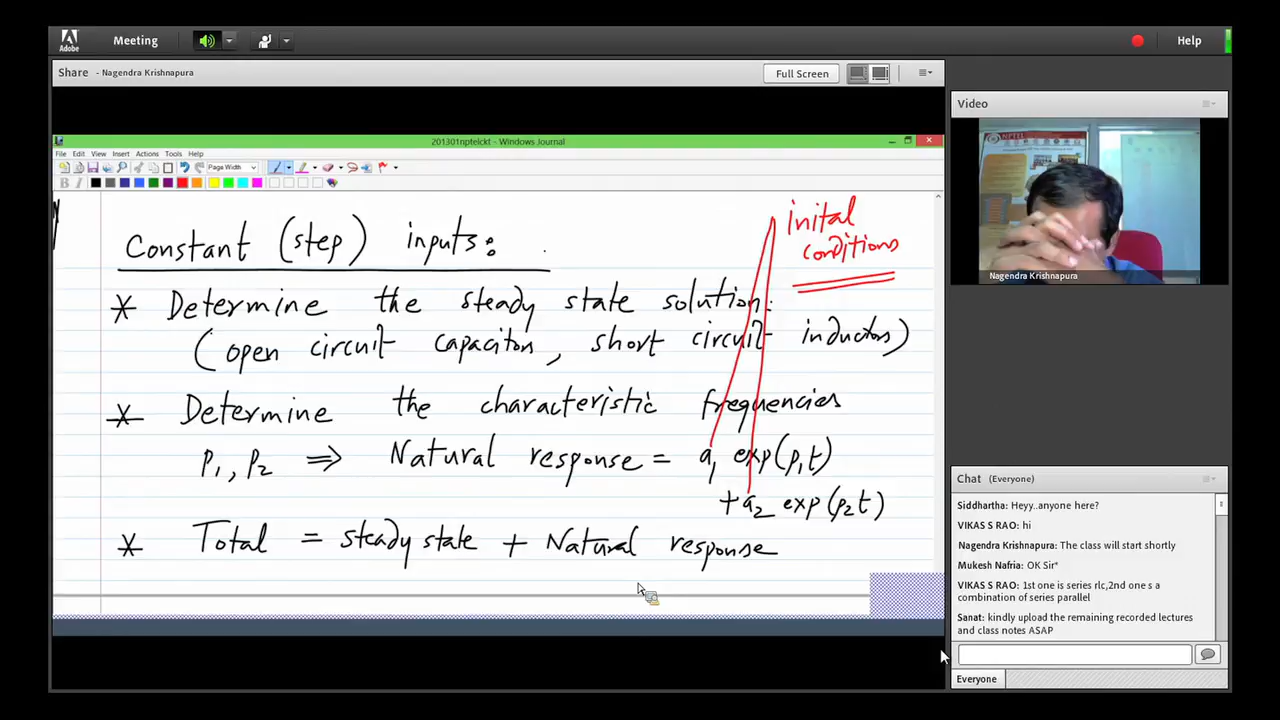 Adobe
Meeting
Help
Share - Nagendra Krishnapura
Full Screen
Video
201301nptelckt - Windows Journal
File Edit View Insert Actions Tools Help
Page Width
B I
inital
conditions
Constant (step) inputs:
* Determine the steady state solution:
(open circuit capacitors, short circuit inductors)
* Determine the characteristic frequencies
p1, p2 ⇒ Natural response = a1 exp(p1t)
+ a2 exp(p2t)
* Total = steady state + Natural response
NPTEL
Nagendra Krishnapura
Chat (Everyone)
Siddhartha: Heyy..anyone here?
VIKAS S RAO: hi
Nagendra Krishnapura: The class will start shortly
Mukesh Nafria: OK Sir*
VIKAS S RAO: 1st one is series rlc,2nd one s a
combination of series parallel
Sanat: kindly upload the remaining recorded lectures
and class notes ASAP
Everyone